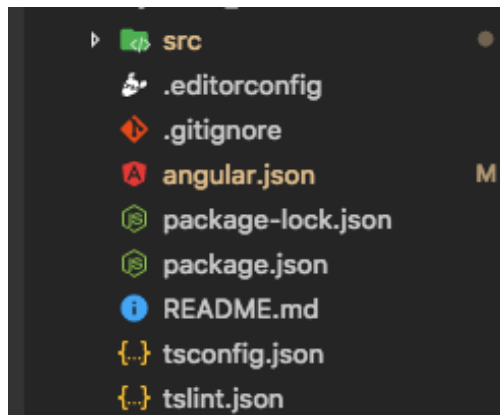 src
.editorconfig
.gitignore
angular.json M
package-lock.json
package.json
README.md
tsconfig.json
tslint.json